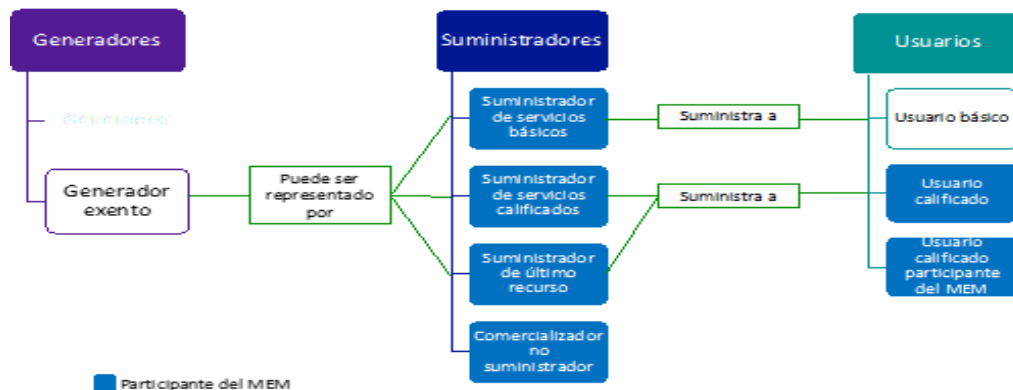 Generadores
Suministradores
Usuarios
Suministrador
de servicios
básicos
Suministra a
Usuario básico
Generador
exento
Puede ser
representado
por
Suministrador
de servicios
calificados
Suministra a
Usuario
calificado
Suministrador
de último
recurso
Usuario
calificado
participante
del MEM
Comercializador
no
suministrador
Participante del MEM